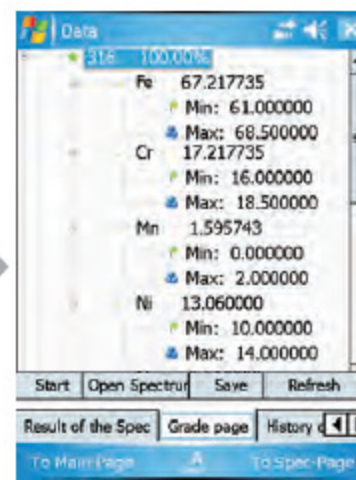 Data
316 100.00%
Fe 67.217735
Min: 61.000000
Max: 68.500000
Cr 17.217735
Min: 16.000000
Max: 18.500000
Mn 1.595743
Min: 0.000000
Max: 2.000000
Ni 13.060000
Min: 10.000000
Max: 14.000000
Start Open Spectrur Save Refresh
Result of the Spec Grade page History
To Main-Page A To Spec-Page